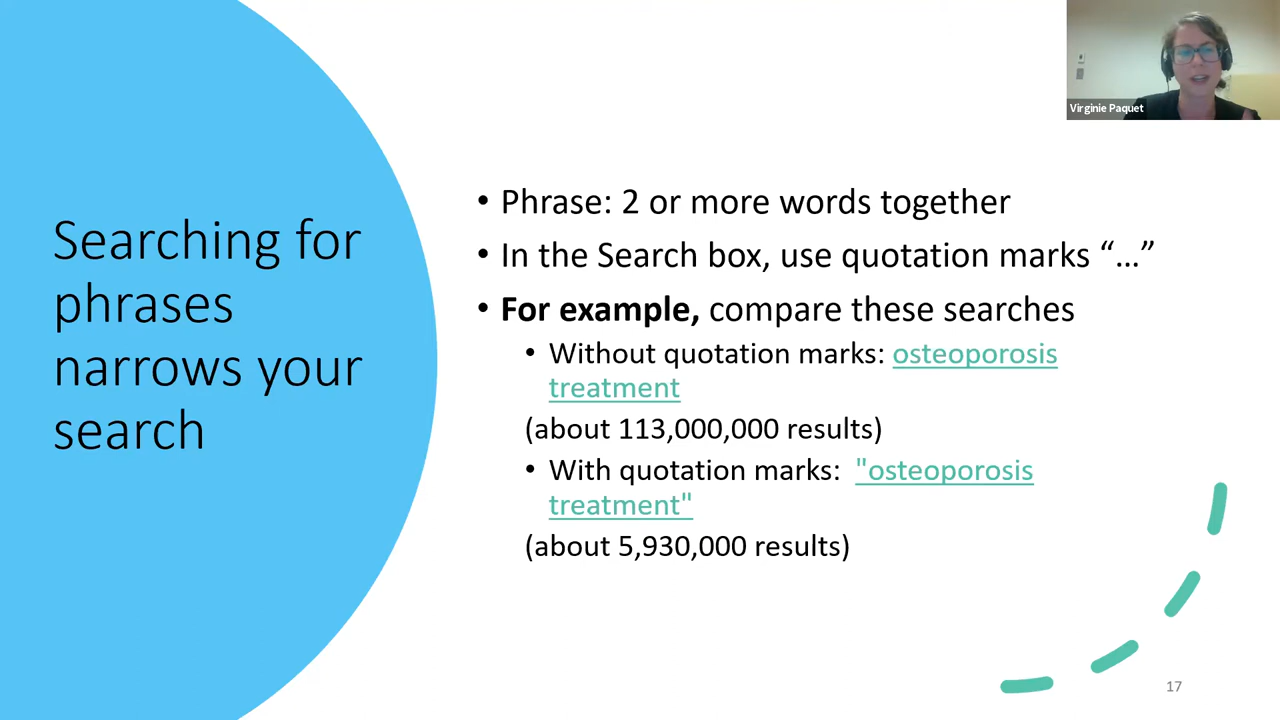 Searching for
phrases
narrows your
search
• Phrase: 2 or more words together
• In the Search box, use quotation marks “…”
• For example, compare these searches
• Without quotation marks: osteoporosis
treatment
(about 113,000,000 results)
• With quotation marks: "osteoporosis
treatment"
(about 5,930,000 results)
Virginie Paquet
17